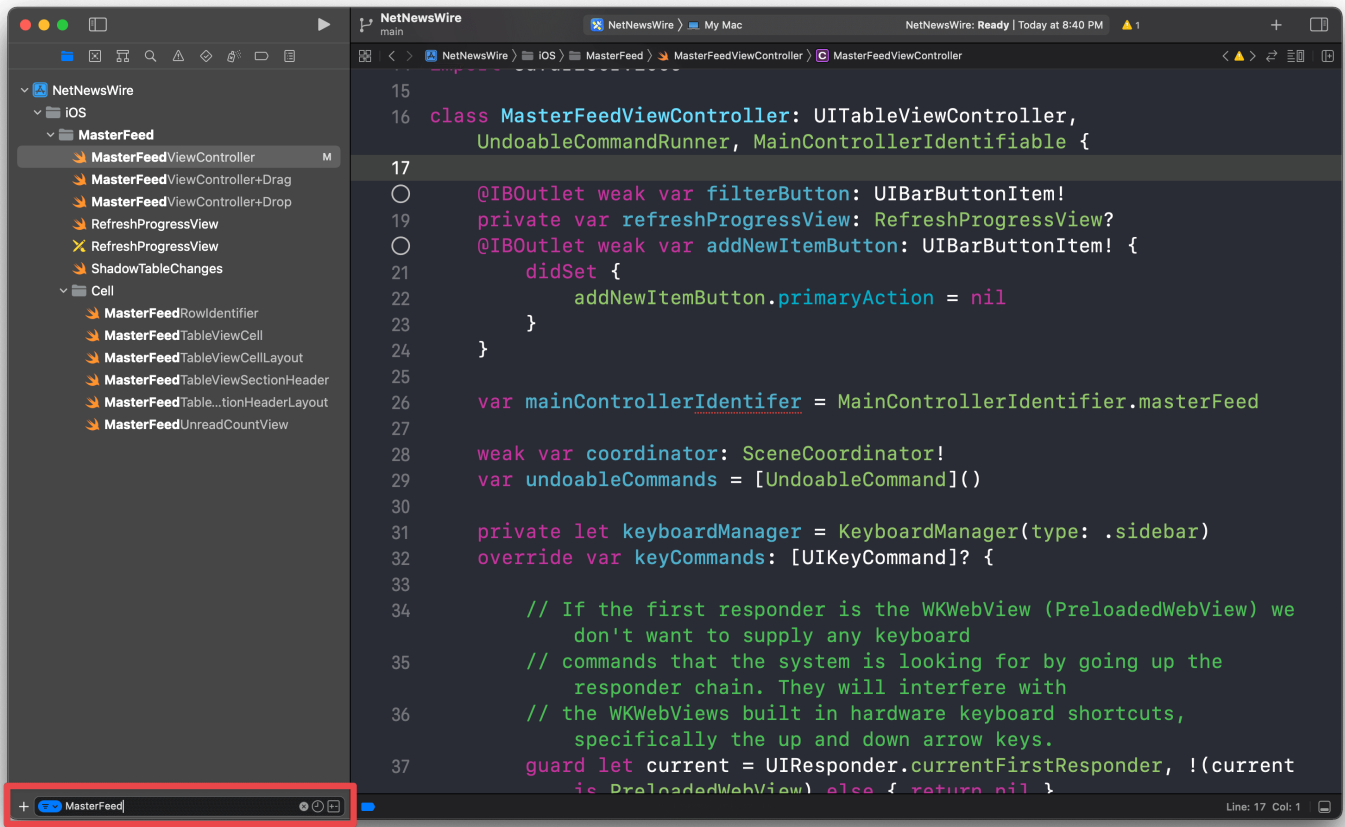 NetNewsWire
main
NetNewsWire
My Mac
NetNewsWire: Ready | Today at 8:40 PM
1
NetNewsWire
iOS
MasterFeed
MasterFeedViewController
C
MasterFeedViewController
NetNewsWire
iOS
MasterFeed
MasterFeedViewController M
MasterFeedViewController+Drag
MasterFeedViewController+Drop
RefreshProgressView
RefreshProgressView
ShadowTableChanges
Cell
MasterFeedRowIdentifier
MasterFeedTableViewCell
MasterFeedTableViewCellLayout
MasterFeedTableViewSectionHeader
MasterFeedTable...tionHeaderLayout
MasterFeedUnreadCountView
+ MasterFeed
15
16 class MasterFeedViewController: UITableViewController,
UndoableCommandRunner, MainControllerIdentifiable {
17
@IBOutlet weak var filterButton: UIBarButtonItem!
19 private var refreshProgressView: RefreshProgressView?
@IBOutlet weak var addNewItemButton: UIBarButtonItem! {
21 didSet {
22 addNewItemButton.primaryAction = nil
23 }
24 }
25
26 var mainControllerIdentifer = MainControllerIdentifier.masterFeed
27
28 weak var coordinator: SceneCoordinator!
29 var undoableCommands = [UndoableCommand]()
30
31 private let keyboardManager = KeyboardManager(type: .sidebar)
32 override var keyCommands: [UIKeyCommand]? {
33
34 // If the first responder is the WKWebView (PreloadedWebView) we
don't want to supply any keyboard
35 // commands that the system is looking for by going up the
responder chain. They will interfere with
36 // the WKWebViews built in hardware keyboard shortcuts,
specifically the up and down arrow keys.
37 guard let current = UIResponder.currentFirstResponder, !(current
is PreloadedWebView) else { return nil }
Line: 17 Col: 1